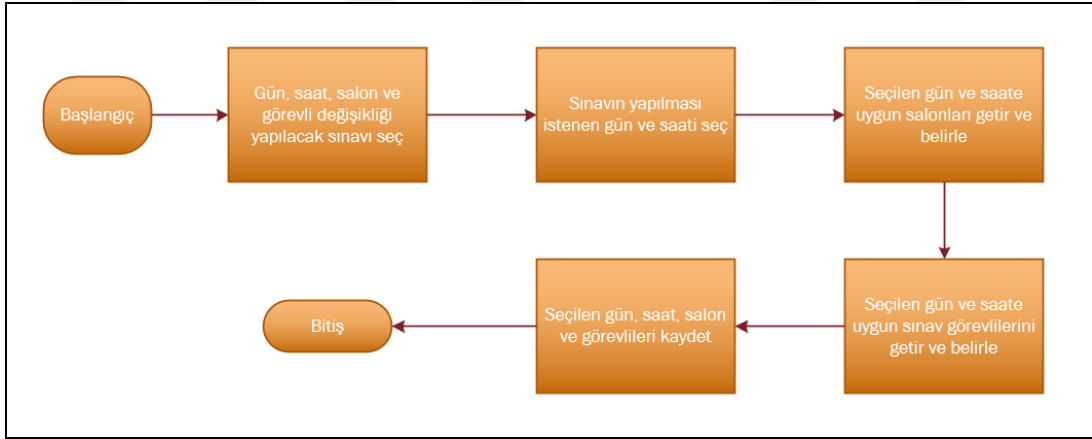 Başlangıç
Gün, saat, salon ve
görevli değişikliği
yapılacak sınavı seç
Sınavın yapılması
istenen gün ve saati seç
Seçilen gün ve saate
uygun salonları getir ve
belirle
Seçilen gün ve saate
uygun sınav görevlilerini
getir ve belirle
Seçilen gün, saat, salon
ve görevlileri kaydet
Bitiş